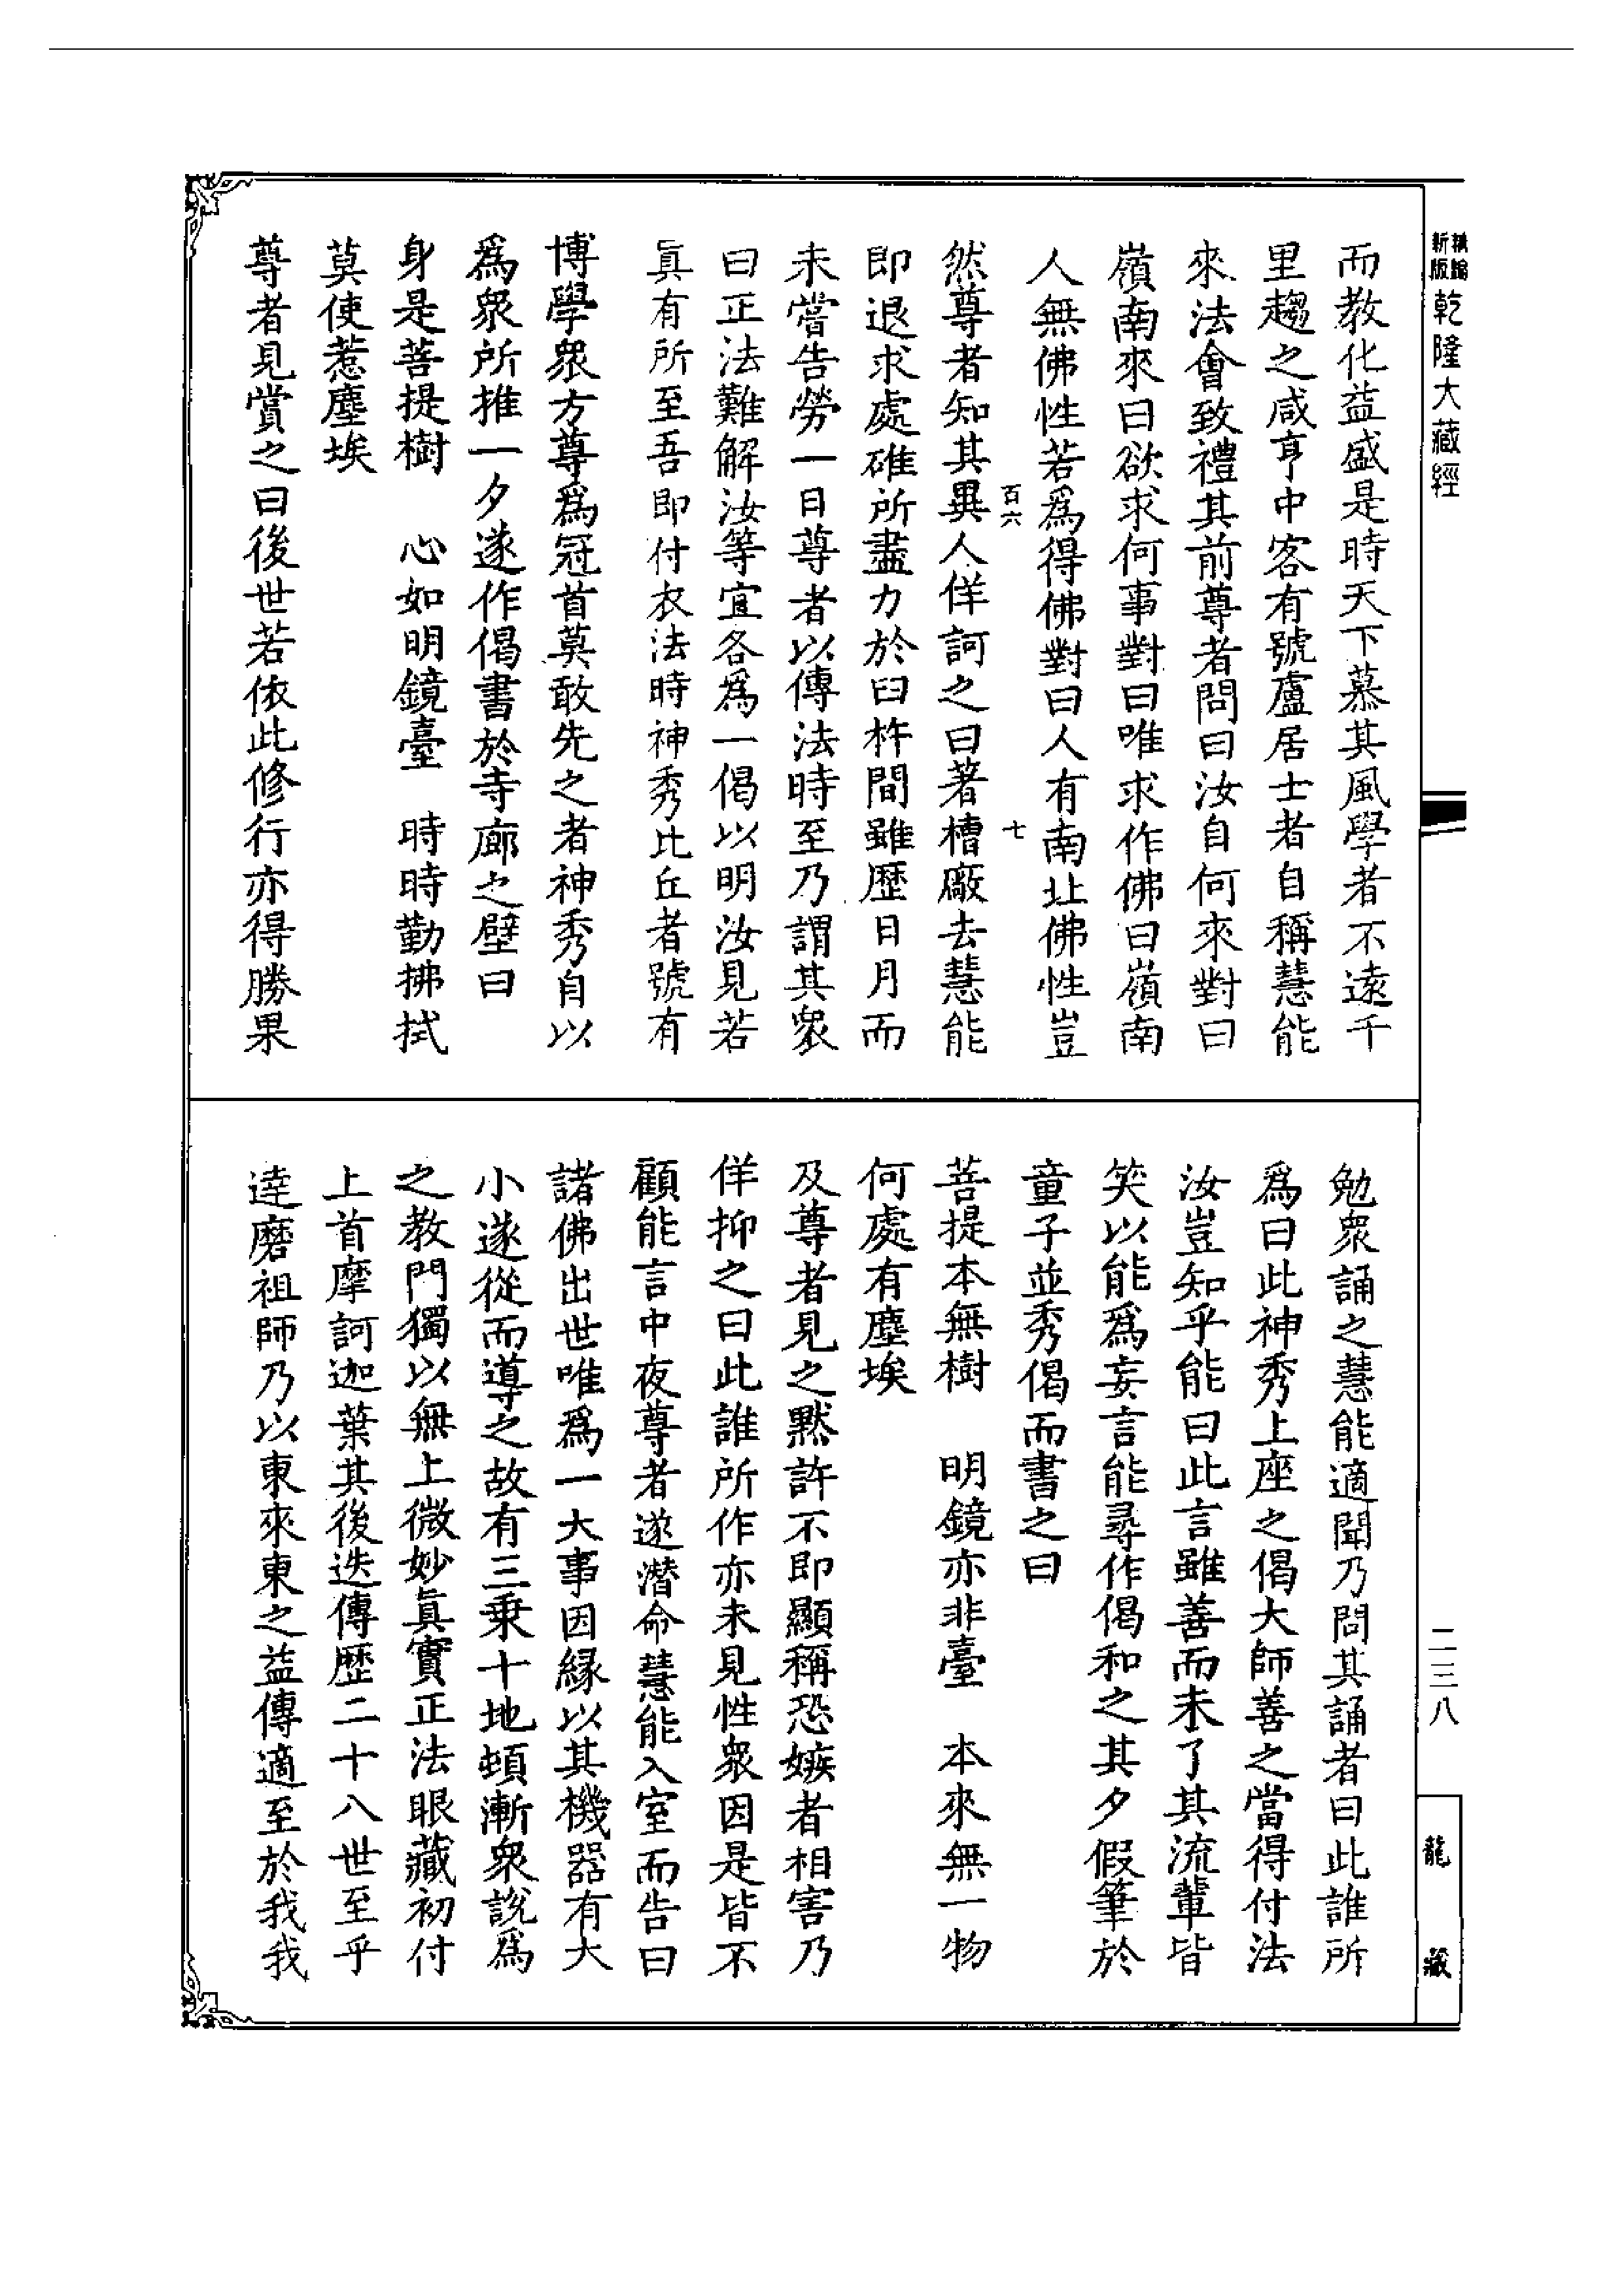 新編
新版
乾隆大藏經
而教化益盛是時天下慕其風學者不遠千
里趨之咸亨中客有號盧居士者自稱慧能
來法會致禮其前尊者問曰汝自何來對曰
嶺南來曰欲求何事對曰唯求作佛曰嶺南
人無佛性若爲得佛對曰人有南北佛性豈
百六
七
然尊者知其異人佯訶之曰著槽廠去慧能
即退求處碓所盡力於臼杵間雖歷日月而
未嘗告勞一日尊者以傳法時至乃謂其眾
曰正法難解汝等宜各爲一偈以明汝見若
眞有所至吾即付衣法時神秀比丘者號有
博學眾方尊爲冠首莫敢先之者神秀自以
爲眾所推一夕遂作偈書於寺廊之壁曰
身是菩提樹　心如明鏡臺　時時勤拂拭
莫使惹塵埃
尊者見賞之曰後世若依此修行亦得勝果
勉眾誦之慧能適聞乃問其誦者曰此誰所
爲曰此神秀上座之偈大師善之當得付法
汝豈知乎能曰此言雖善而未了其流輩皆
笑以能爲妄言能尋作偈和之其夕假筆於
童子並秀偈而書之曰
菩提本無樹　明鏡亦非臺　本來無一物
何處有塵埃
及尊者見之默許不即顯稱恐嫉者相害乃
佯抑之曰此誰所作亦未見性眾因是皆不
顧能言中夜尊者遂潛命慧能入室而告曰
諸佛出世唯爲一大事因緣以其機器有大
小遂從而導之故有三乘十地頓漸眾說爲
之教門獨以無上微妙眞實正法眼藏初付
上首摩訶迦葉其後迭傳歷二十八世至乎
達磨祖師乃以東來東之益傳適至於我我
二三八
龍藏